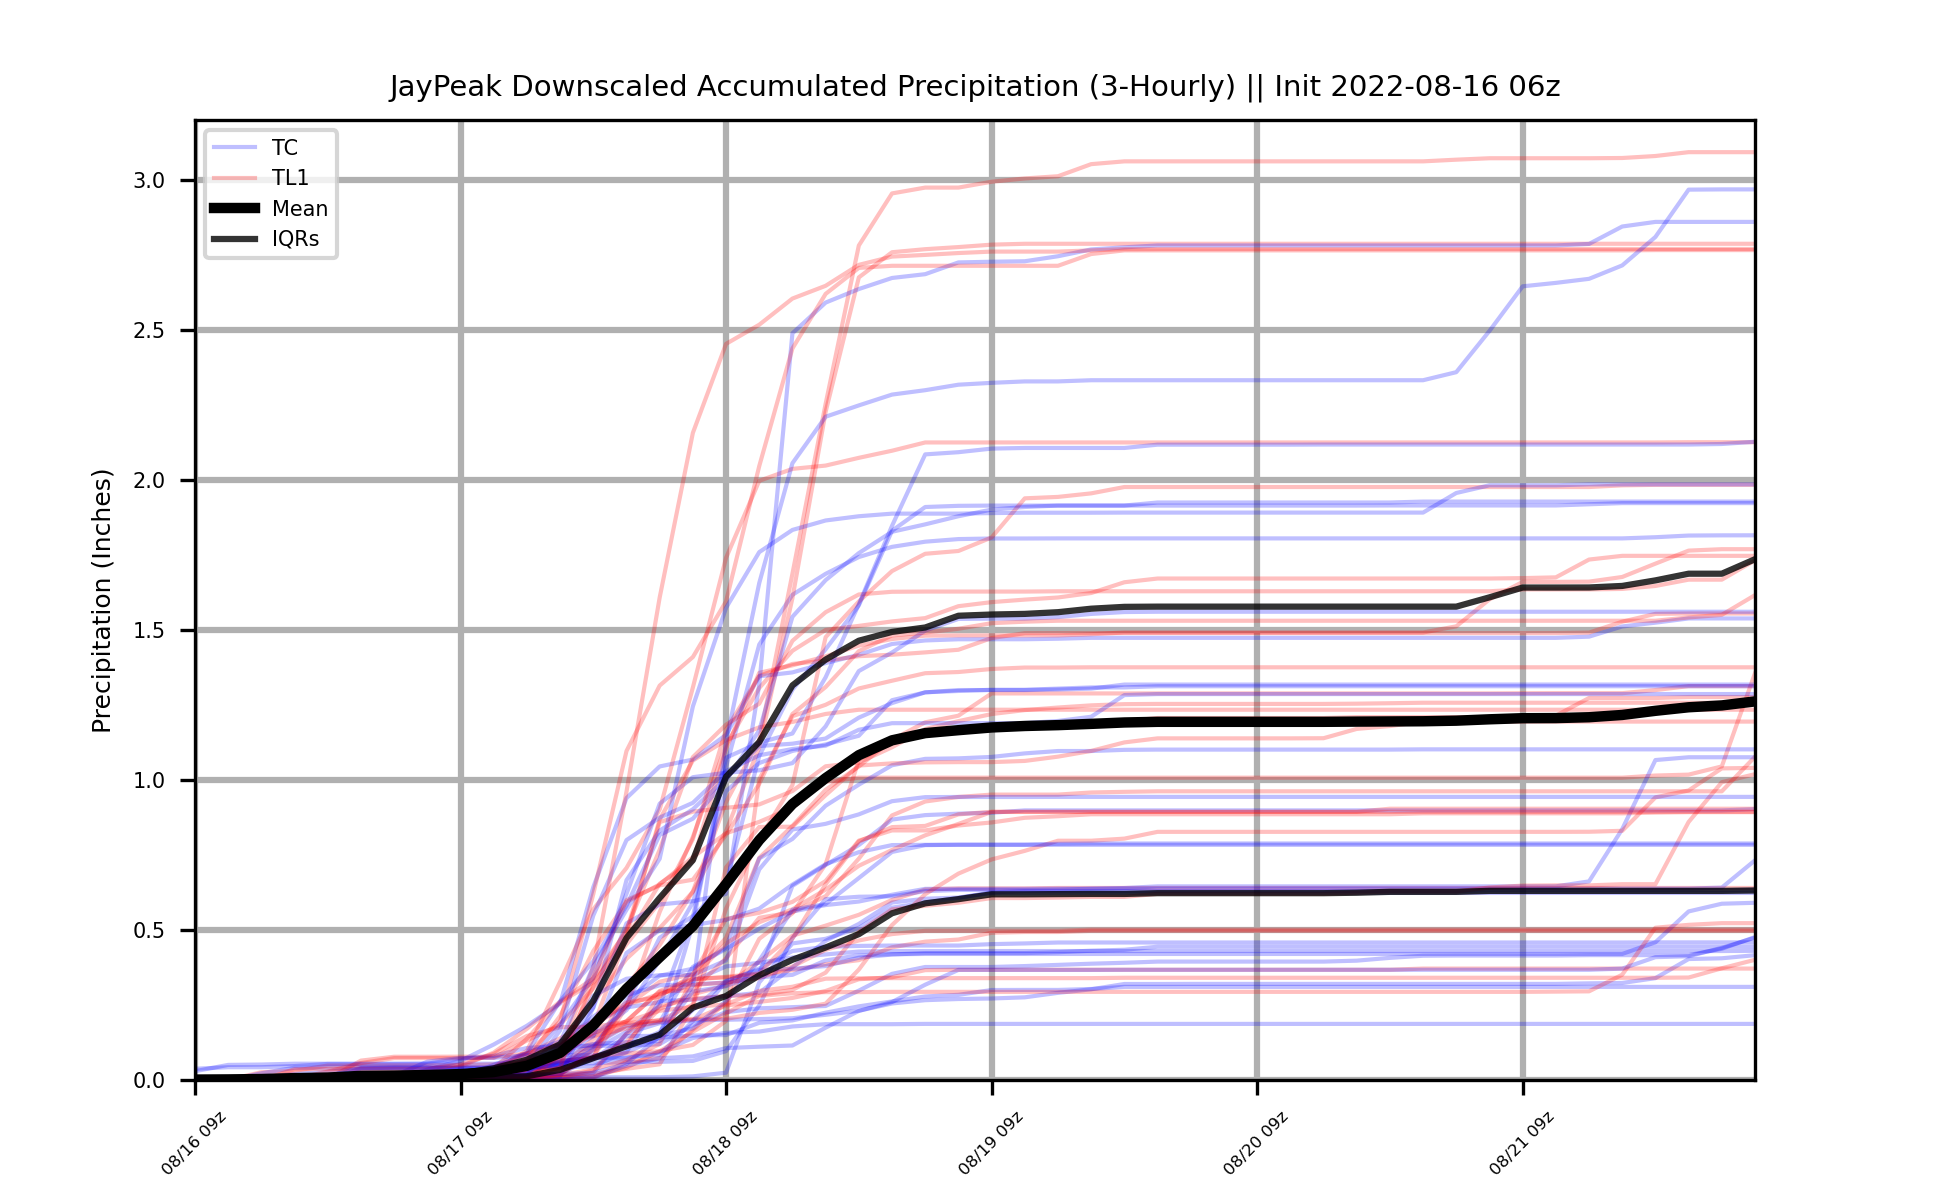 JayPeak Downscaled Accumulated Precipitation (3-Hourly) || Init 2022-08-16 06z
TC
TL1
Mean
IQRs
Precipitation (Inches)
3.0
2.5
2.0
1.5
1.0
0.5
0.0
08/16 09z
08/17 09z
08/18 09z
08/19 09z
08/20 09z
08/21 09z